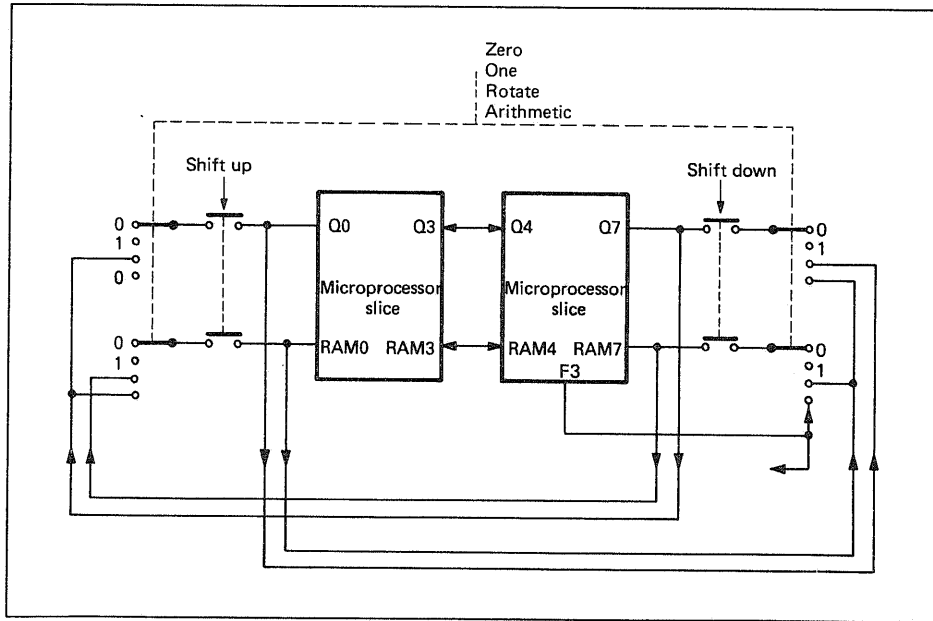 Zero
One
Rotate
Arithmetic
Shift up
Shift down
0
1
0
Q0
Q3
Q4
Q7
0
1
Microprocessor
slice
Microprocessor
slice
0
1
RAM0
RAM3
RAM4
RAM7
F3
0
1